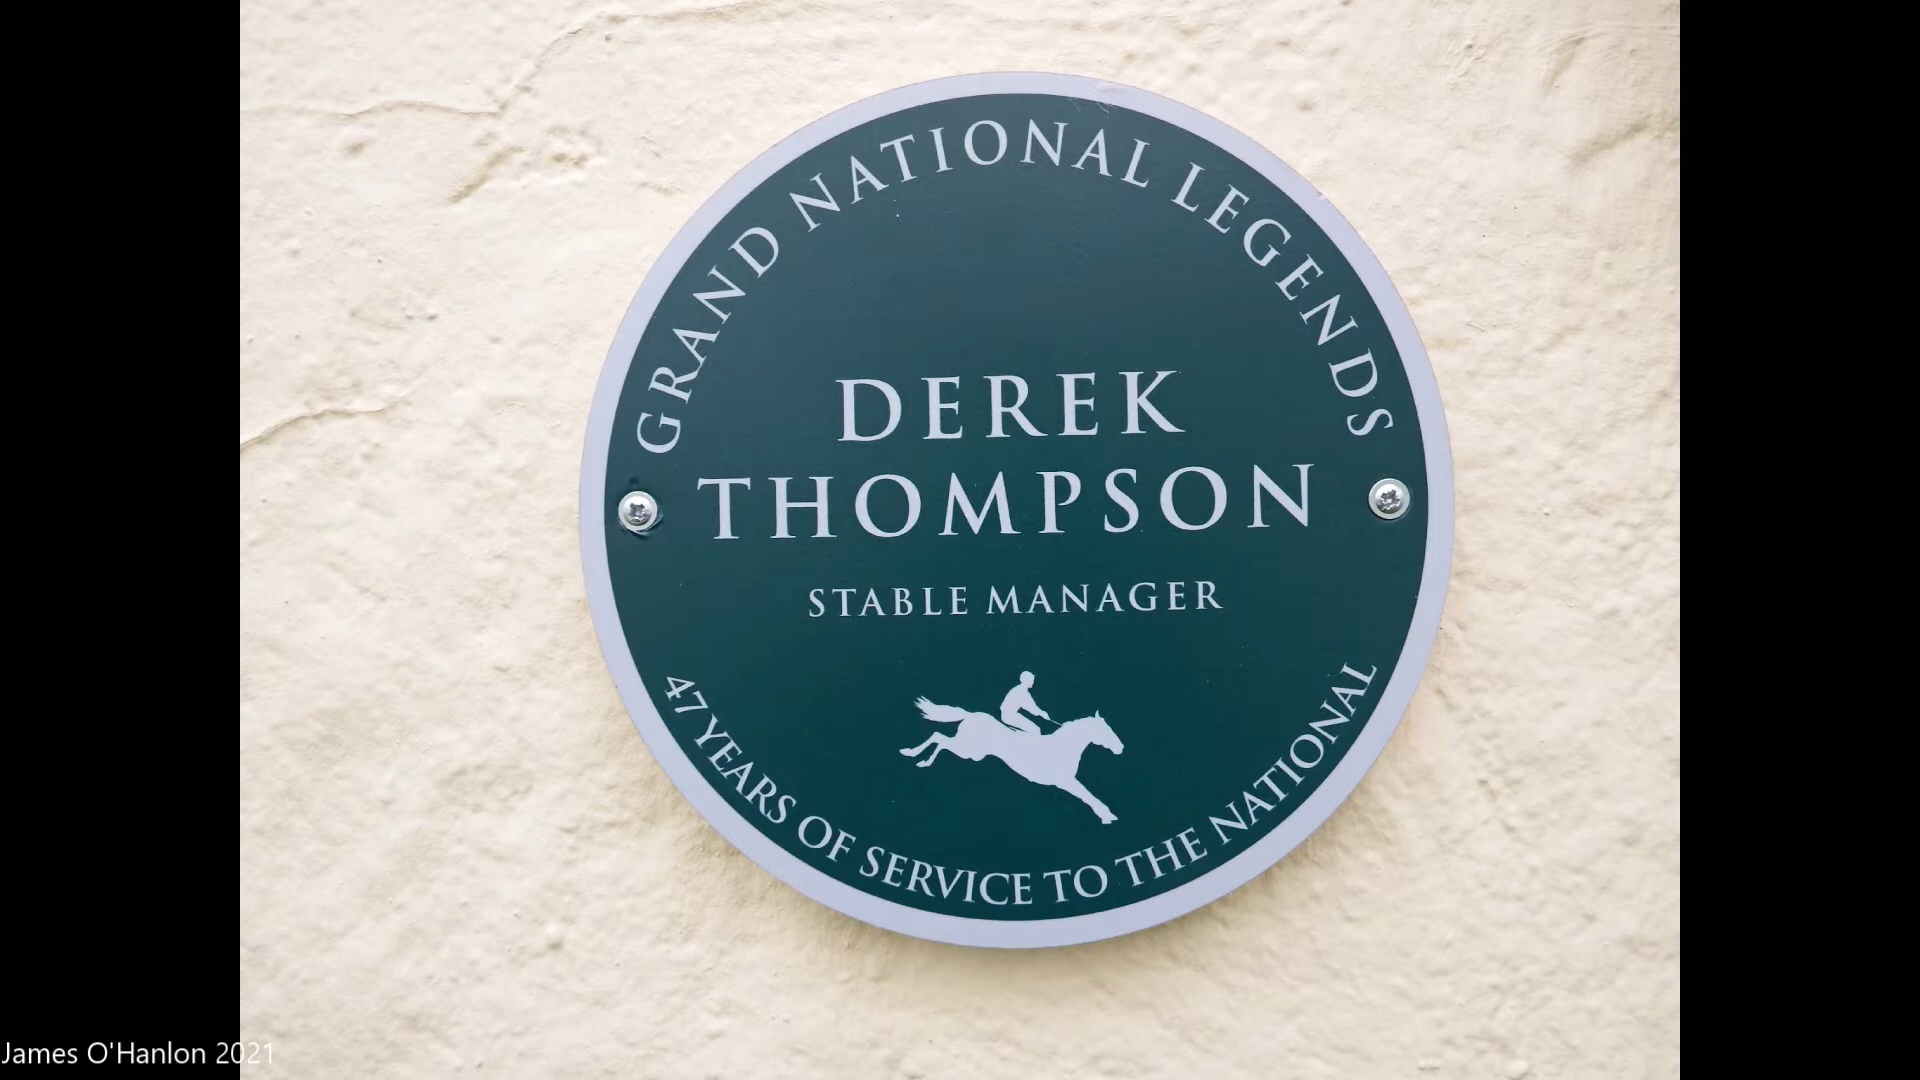 GRAND NATIONAL LEGENDS
DEREK
THOMPSON
STABLE MANAGER
47 YEARS OF SERVICE TO THE NATIONAL
James O'Hanlon 2021